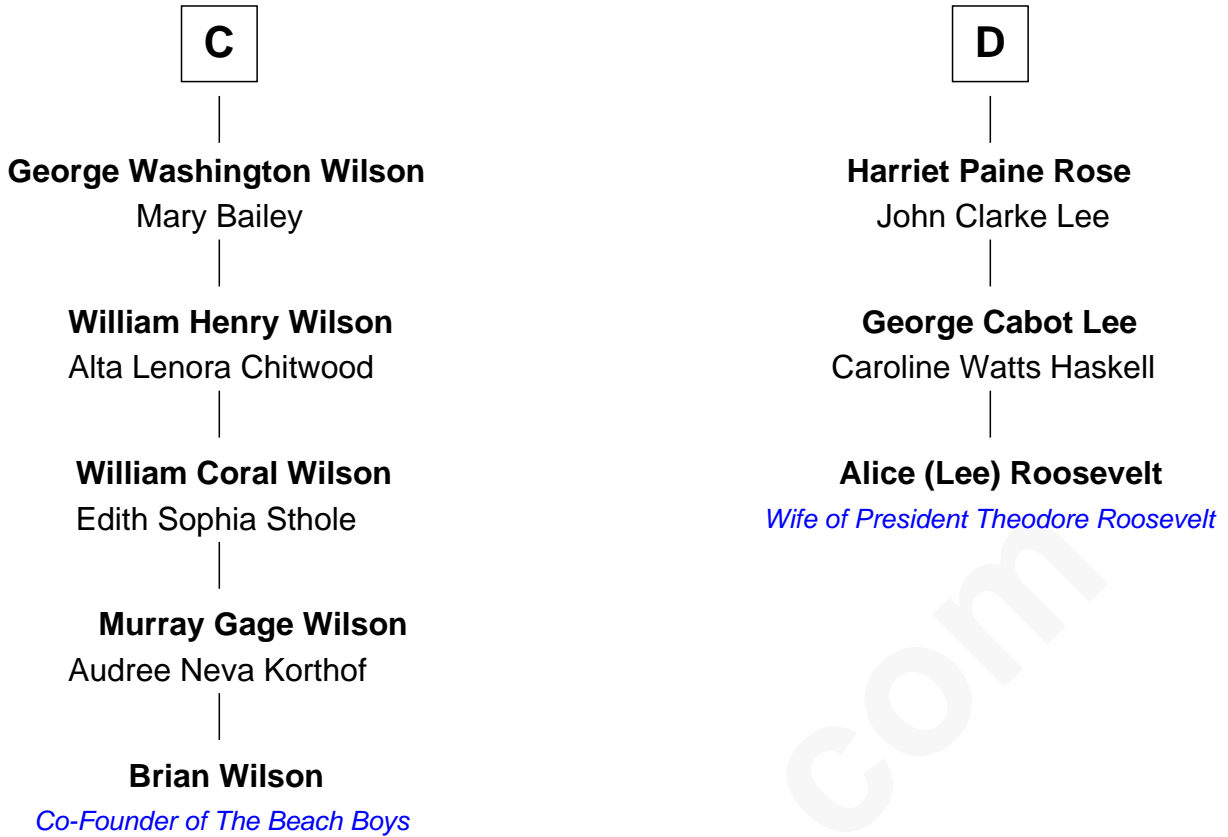 C
George Washington Wilson
Mary Bailey
William Henry Wilson
Alta Lenora Chitwood
William Coral Wilson
Edith Sophia Sthole
Murray Gage Wilson
Audree Neva Korthof
Brian Wilson
Co-Founder of The Beach Boys
D
Harriet Paine Rose
John Clarke Lee
George Cabot Lee
Caroline Watts Haskell
Alice (Lee) Roosevelt
Wife of President Theodore Roosevelt
com